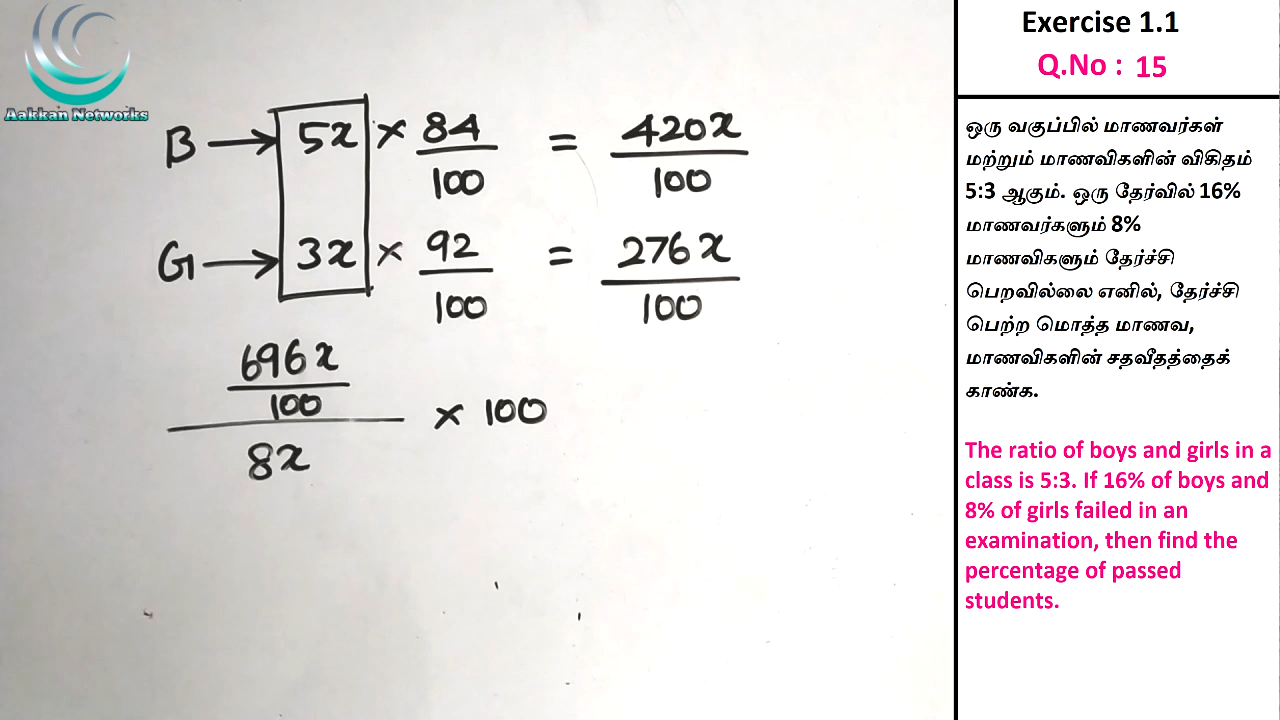 Aakkan Networks
B → 5x × 84/100 = 420x/100
G → 3x × 92/100 = 276x/100
696x/100
8x
× 100
Exercise 1.1
Q.No : 15
ஒரு வகுப்பில் மாணவர்கள்
மற்றும் மாணவிகளின் விகிதம்
5:3 ஆகும். ஒரு தேர்வில் 16%
மாணவர்களும் 8%
மாணவிகளும் தேர்ச்சி
பெறவில்லை எனில், தேர்ச்சி
பெற்ற மொத்த மாணவ,
மாணவிகளின் சதவீதத்தைக்
காண்க.
The ratio of boys and girls in a
class is 5:3. If 16% of boys and
8% of girls failed in an
examination, then find the
percentage of passed
students.